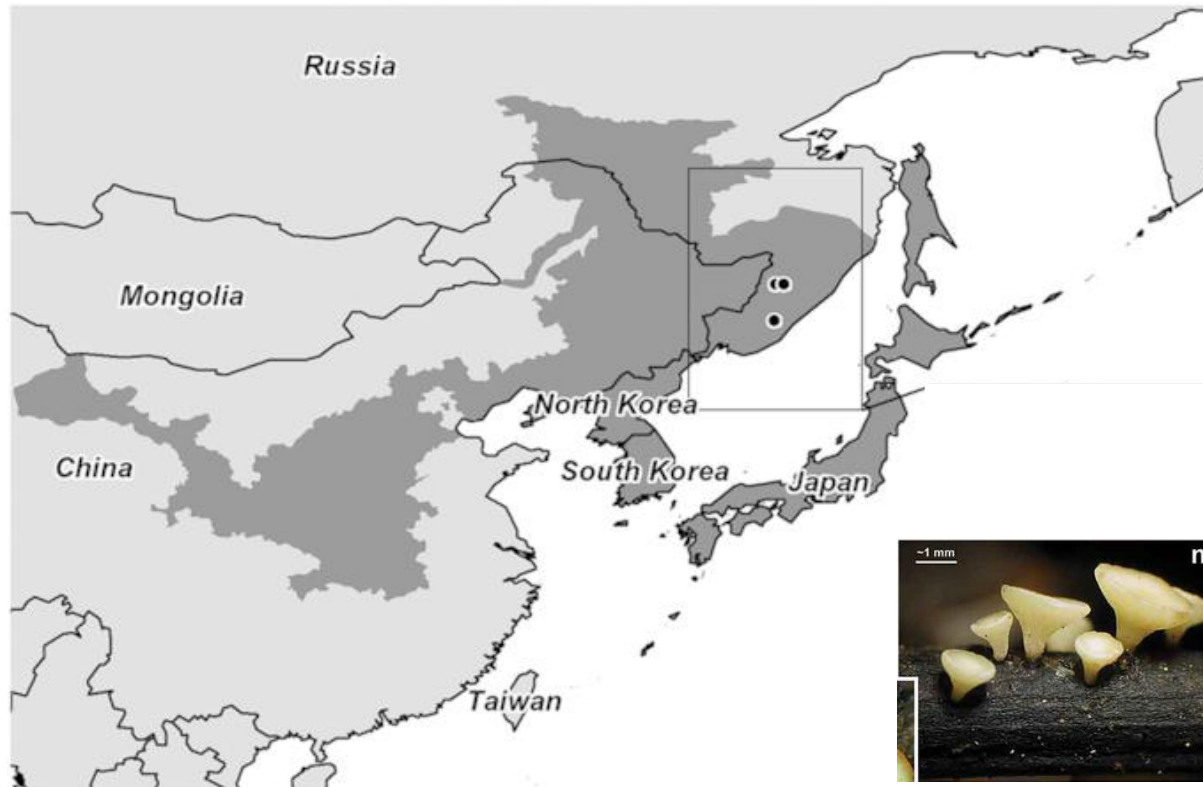 Russia
Mongolia
North Korea
China
South Korea
Japan
Taiwan
~1 mm
n